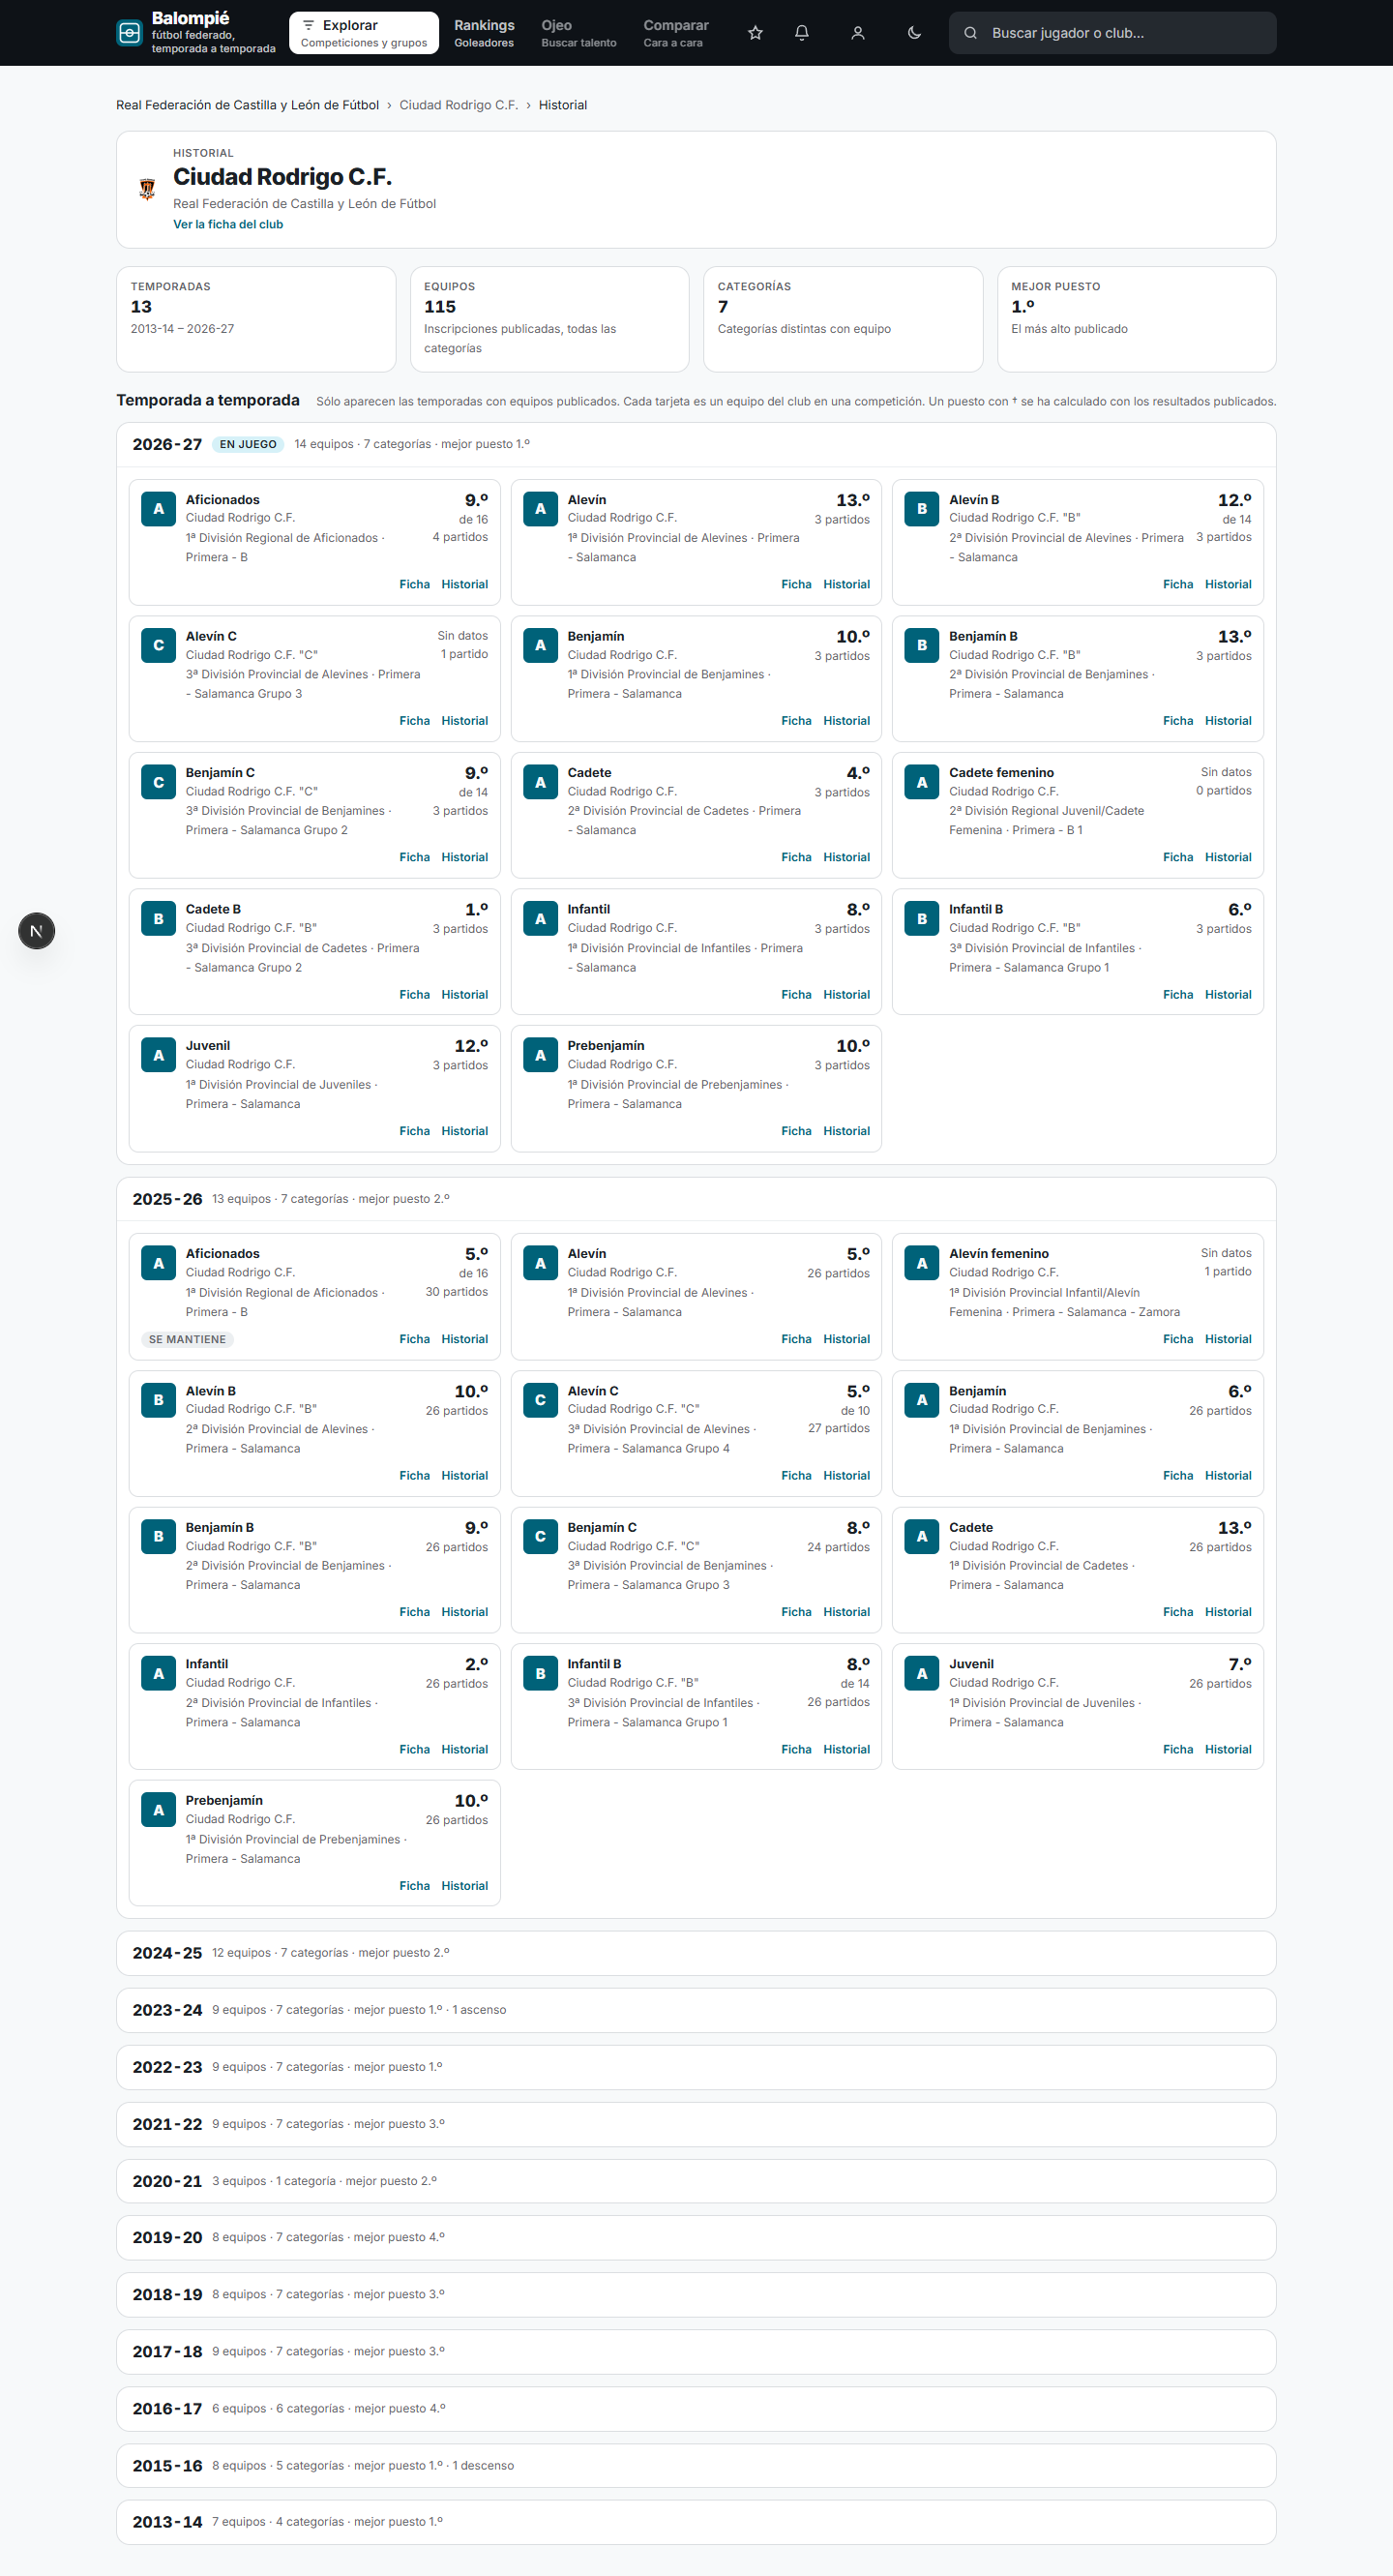 Balompié
fútbol federado,
temporada a temporada
Explorar
Competiciones y grupos
Rankings
Goleadores
Ojeo
Buscar talento
Comparar
Cara a cara
Buscar jugador o club...
Real Federación de Castilla y León de Fútbol › Ciudad Rodrigo C.F. › Historial
HISTORIAL
Ciudad Rodrigo C.F.
Real Federación de Castilla y León de Fútbol
Ver la ficha del club
TEMPORADAS
13
2013-14 – 2026-27
EQUIPOS
115
Inscripciones publicadas, todas las
categorías
CATEGORÍAS
7
Categorías distintas con equipo
MEJOR PUESTO
1.º
El más alto publicado
Temporada a temporada
Sólo aparecen las temporadas con equipos publicados. Cada tarjeta es un equipo del club en una competición. Un puesto con † se ha calculado con los resultados publicados.
2026-27 EN JUEGO 14 equipos · 7 categorías · mejor puesto 1.º
A
Aficionados
Ciudad Rodrigo C.F.
1ª División Regional de Aficionados ·
Primera - B
9.º
de 16
4 partidos
Ficha Historial
A
Alevín
Ciudad Rodrigo C.F.
1ª División Provincial de Alevines · Primera
- Salamanca
13.º
3 partidos
Ficha Historial
B
Alevín B
Ciudad Rodrigo C.F. "B"
2ª División Provincial de Alevines · Primera
- Salamanca
12.º
de 14
3 partidos
Ficha Historial
C
Alevín C
Ciudad Rodrigo C.F. "C"
3ª División Provincial de Alevines · Primera
- Salamanca Grupo 3
Sin datos
1 partido
Ficha Historial
A
Benjamín
Ciudad Rodrigo C.F.
1ª División Provincial de Benjamines ·
Primera - Salamanca
10.º
3 partidos
Ficha Historial
B
Benjamín B
Ciudad Rodrigo C.F. "B"
2ª División Provincial de Benjamines ·
Primera - Salamanca
13.º
3 partidos
Ficha Historial
C
Benjamín C
Ciudad Rodrigo C.F. "C"
3ª División Provincial de Benjamines ·
Primera - Salamanca Grupo 2
9.º
de 14
3 partidos
Ficha Historial
A
Cadete
Ciudad Rodrigo C.F.
2ª División Provincial de Cadetes · Primera
- Salamanca
4.º
3 partidos
Ficha Historial
A
Cadete femenino
Ciudad Rodrigo C.F.
2ª División Regional Juvenil/Cadete
Femenina · Primera - B 1
Sin datos
0 partidos
Ficha Historial
B
Cadete B
Ciudad Rodrigo C.F. "B"
3ª División Provincial de Cadetes · Primera
- Salamanca Grupo 2
1.º
3 partidos
Ficha Historial
A
Infantil
Ciudad Rodrigo C.F.
1ª División Provincial de Infantiles · Primera
- Salamanca
8.º
3 partidos
Ficha Historial
B
Infantil B
Ciudad Rodrigo C.F. "B"
3ª División Provincial de Infantiles ·
Primera - Salamanca Grupo 1
6.º
3 partidos
Ficha Historial
A
Juvenil
Ciudad Rodrigo C.F.
1ª División Provincial de Juveniles ·
Primera - Salamanca
12.º
3 partidos
Ficha Historial
A
Prebenjamín
Ciudad Rodrigo C.F.
1ª División Provincial de Prebenjamines ·
Primera - Salamanca
10.º
3 partidos
Ficha Historial
2025-26 13 equipos · 7 categorías · mejor puesto 2.º
A
Aficionados
Ciudad Rodrigo C.F.
1ª División Regional de Aficionados ·
Primera - B
5.º
de 16
30 partidos
SE MANTIENE
Ficha Historial
A
Alevín
Ciudad Rodrigo C.F.
1ª División Provincial de Alevines ·
Primera - Salamanca
5.º
26 partidos
Ficha Historial
A
Alevín femenino
Ciudad Rodrigo C.F.
1ª División Provincial Infantil/Alevín
Femenina · Primera - Salamanca - Zamora
Sin datos
1 partido
Ficha Historial
B
Alevín B
Ciudad Rodrigo C.F. "B"
2ª División Provincial de Alevines ·
Primera - Salamanca
10.º
26 partidos
Ficha Historial
C
Alevín C
Ciudad Rodrigo C.F. "C"
3ª División Provincial de Alevines ·
Primera - Salamanca Grupo 4
5.º
de 10
27 partidos
Ficha Historial
A
Benjamín
Ciudad Rodrigo C.F.
1ª División Provincial de Benjamines ·
Primera - Salamanca
6.º
26 partidos
Ficha Historial
B
Benjamín B
Ciudad Rodrigo C.F. "B"
2ª División Provincial de Benjamines ·
Primera - Salamanca
9.º
26 partidos
Ficha Historial
C
Benjamín C
Ciudad Rodrigo C.F. "C"
3ª División Provincial de Benjamines ·
Primera - Salamanca Grupo 3
8.º
24 partidos
Ficha Historial
A
Cadete
Ciudad Rodrigo C.F.
1ª División Provincial de Cadetes ·
Primera - Salamanca
13.º
26 partidos
Ficha Historial
A
Infantil
Ciudad Rodrigo C.F.
2ª División Provincial de Infantiles ·
Primera - Salamanca
2.º
26 partidos
Ficha Historial
B
Infantil B
Ciudad Rodrigo C.F. "B"
3ª División Provincial de Infantiles ·
Primera - Salamanca Grupo 1
8.º
de 14
26 partidos
Ficha Historial
A
Juvenil
Ciudad Rodrigo C.F.
1ª División Provincial de Juveniles ·
Primera - Salamanca
7.º
26 partidos
Ficha Historial
A
Prebenjamín
Ciudad Rodrigo C.F.
1ª División Provincial de Prebenjamines ·
Primera - Salamanca
10.º
26 partidos
Ficha Historial
2024-25 12 equipos · 7 categorías · mejor puesto 2.º
2023-24 9 equipos · 7 categorías · mejor puesto 1.º · 1 ascenso
2022-23 9 equipos · 7 categorías · mejor puesto 1.º
2021-22 9 equipos · 7 categorías · mejor puesto 3.º
2020-21 3 equipos · 1 categoría · mejor puesto 2.º
2019-20 8 equipos · 7 categorías · mejor puesto 4.º
2018-19 8 equipos · 7 categorías · mejor puesto 3.º
2017-18 9 equipos · 7 categorías · mejor puesto 3.º
2016-17 6 equipos · 6 categorías · mejor puesto 4.º
2015-16 8 equipos · 5 categorías · mejor puesto 1.º · 1 descenso
2013-14 7 equipos · 4 categorías · mejor puesto 1.º